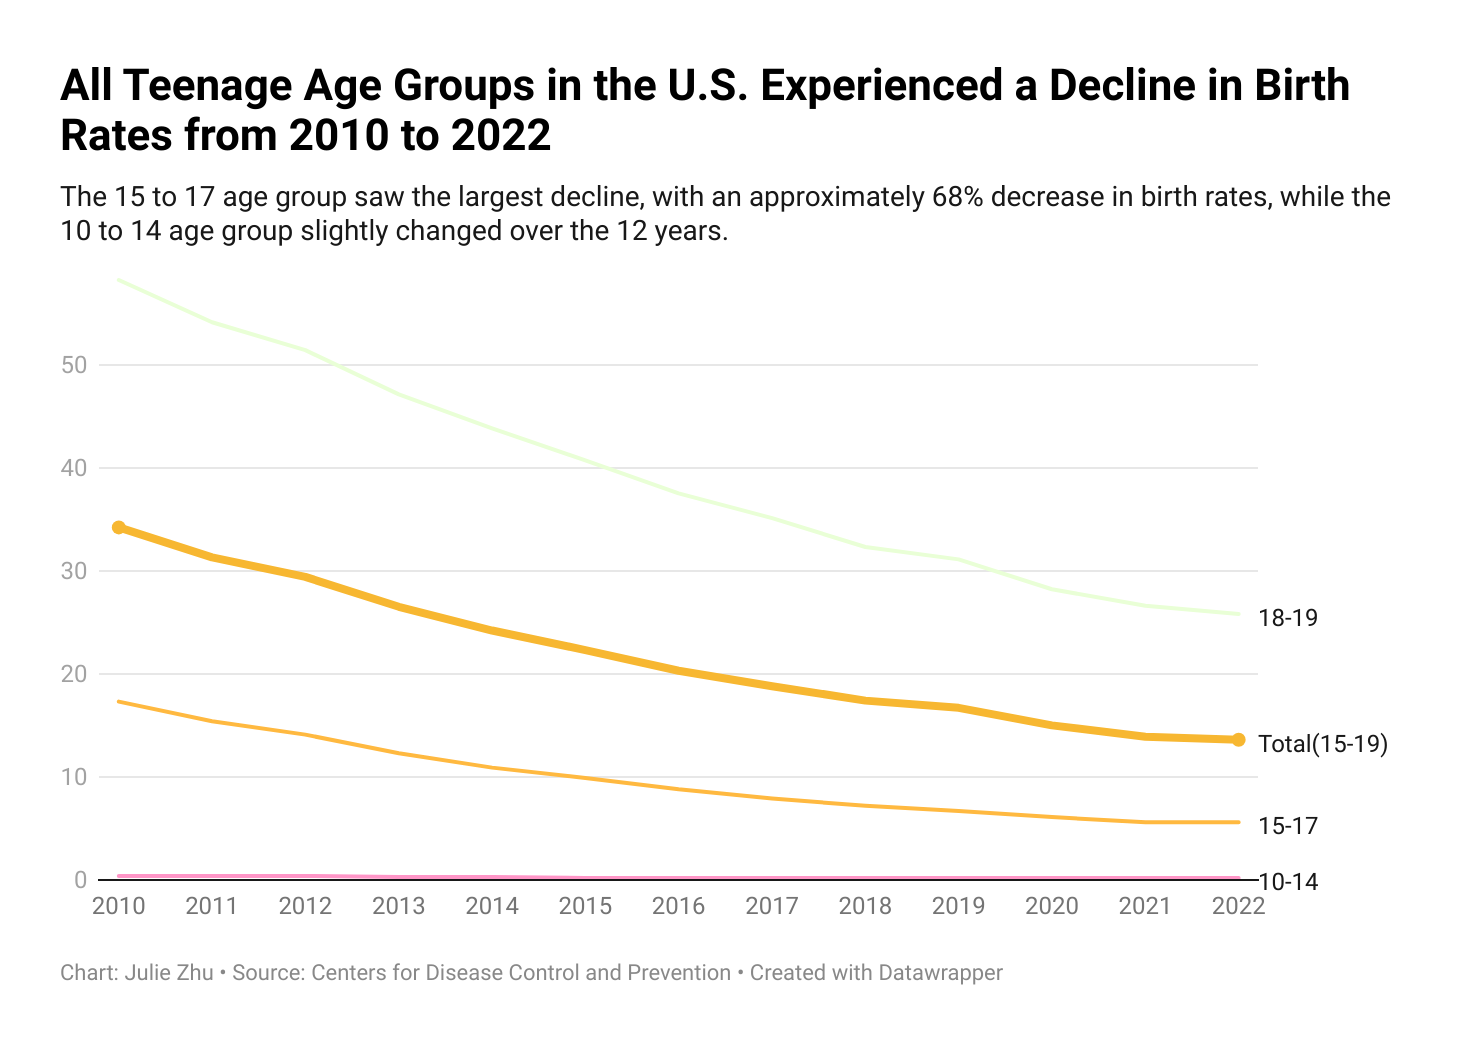 All Teenage Age Groups in the U.S. Experienced a Decline in Birth
Rates from 2010 to 2022
The 15 to 17 age group saw the largest decline, with an approximately 68% decrease in birth rates, while the
10 to 14 age group slightly changed over the 12 years.
50
40
30
20
10
0
18-19
Total(15-19)
15-17
10-14
2010 2011 2012 2013 2014 2015 2016 2017 2018 2019 2020 2021 2022
Chart: Julie Zhu • Source: Centers for Disease Control and Prevention • Created with Datawrapper